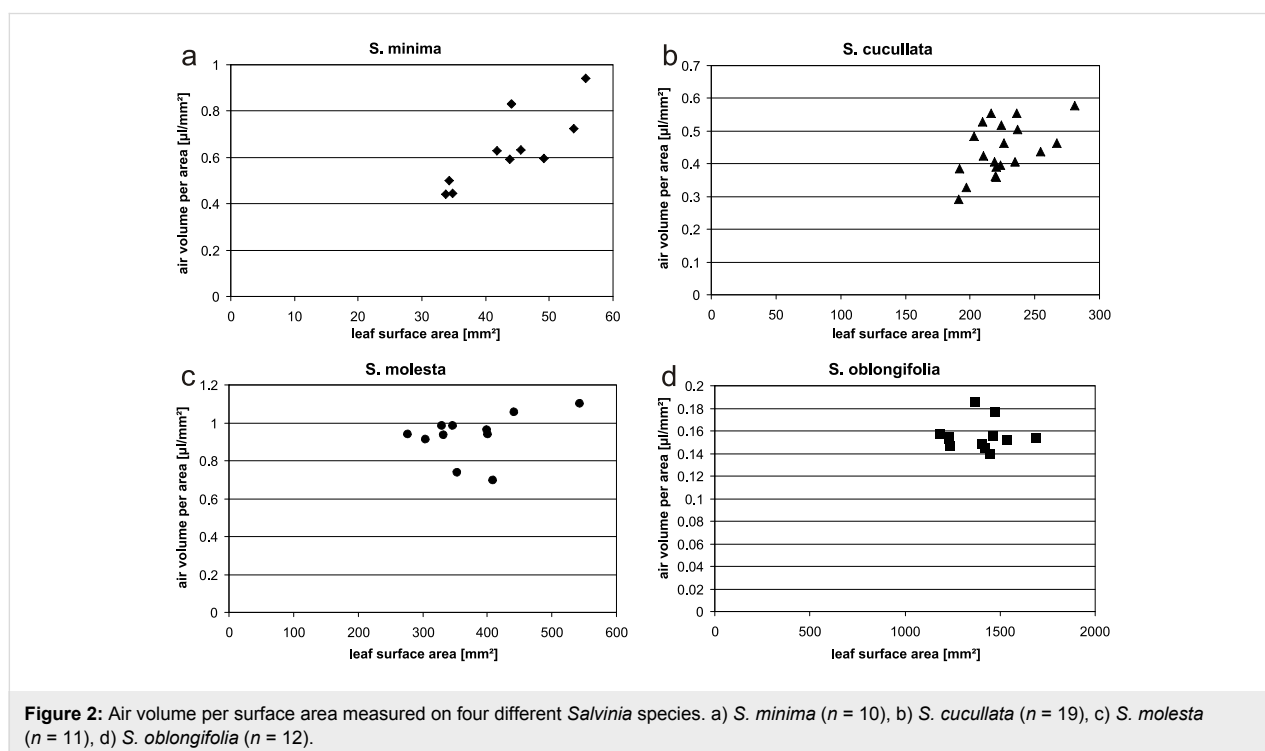 a
S. minima
1
0.8
0.6
0.4
0.2
0
air volume per area [µl/mm²]
0 10 20 30 40 50 60
leaf surface area [mm²]
b
S. cucullata
0.7
0.6
0.5
0.4
0.3
0.2
0.1
0
air volume per area [µl/mm²]
0 50 100 150 200 250 300
leaf surface area [mm²]
c
S. molesta
1.2
1
0.8
0.6
0.4
0.2
0
air volume per area [µl/mm²]
0 100 200 300 400 500 600
leaf surface area [mm²]
d
S. oblongifolia
0.2
0.18
0.16
0.14
0.12
0.1
0.08
0.06
0.04
0.02
0
air volume per area [µl/mm²]
0 500 1000 1500 2000
leaf surface area [mm²]
Figure 2: Air volume per surface area measured on four different Salvinia species. a) S. minima (n = 10), b) S. cucullata (n = 19), c) S. molesta
(n = 11), d) S. oblongifolia (n = 12).